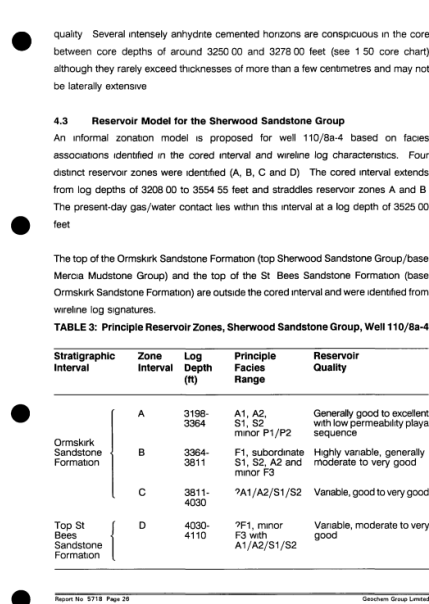 quality Several intensely anhydrite cemented horizons are conspicuous in the core
between core depths of around 3250 00 and 3278 00 feet (see 1 50 core chart)
although they rarely exceed thicknesses of more than a few centimetres and may not
be laterally extensive
4.3 Reservoir Model for the Sherwood Sandstone Group
An informal zonation model is proposed for well 110/8a-4 based on facies
associations identified in the cored interval and wireline log characteristics. Four
distinct reservoir zones were identified (A, B, C and D) The cored interval extends
from log depths of 3208 00 to 3554 55 feet and straddles reservoir zones A and B
The present-day gas/water contact lies within this interval at a log depth of 3525 00
feet
The top of the Ormskirk Sandstone Formation (top Sherwood Sandstone Group/base
Mercia Mudstone Group) and the top of the St Bees Sandstone Formation (base
Ormskirk Sandstone Formation) are outside the cored interval and were identified from
wireline log signatures.
TABLE 3: Principle Reservoir Zones, Sherwood Sandstone Group, Well 110/8a-4
Stratigraphic Zone Log Principle Reservoir
Interval Interval Depth Facies Quality
(ft) Range
A 3198- A1, A2, Generally good to excellent
3364 S1, S2 with low permeability playa
minor P1/P2 sequence
Ormskirk
Sandstone B 3364- F1, subordinate Highly variable, generally
Formation 3811 S1, S2, A2 and moderate to very good
minor F3
C 3811- ?A1/A2/S1/S2 Variable, good to very good
4030
Top St D 4030- ?F1, minor Variable, moderate to very
Bees 4110 F3 with good
Sandstone A1/A2/S1/S2
Formation
Report No 5718 Page 26 Geochem Group Limited